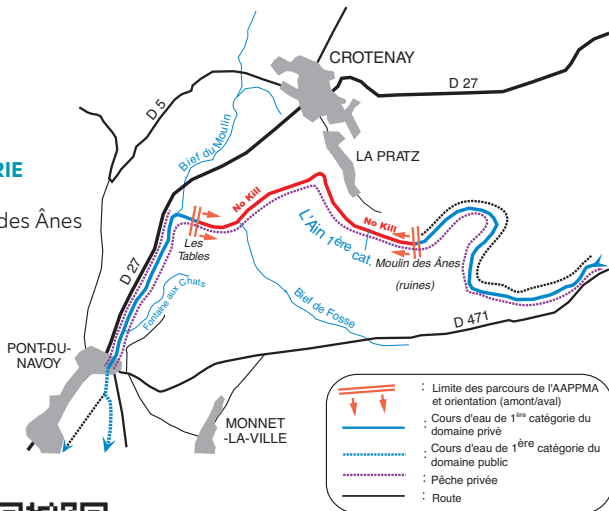 CROTENAY
D 27
D 5
RIE
Bief du Moulin
LA PRATZ
des Ânes
No Kill
No Kill
L'Ain 1ère cat.
Les
Tables
Moulin des Ânes
(ruines)
D 27
Fontaine aux Chats
Bief de Fosse
D 471
PONT-DU-
NAVOY
MONNET
-LA-VILLE
: Limite des parcours de l'AAPPMA
et orientation (amont/aval)
: Cours d'eau de 1ère catégorie du
domaine privé
: Cours d'eau de 1ère catégorie du
domaine public
: Pêche privée
: Route